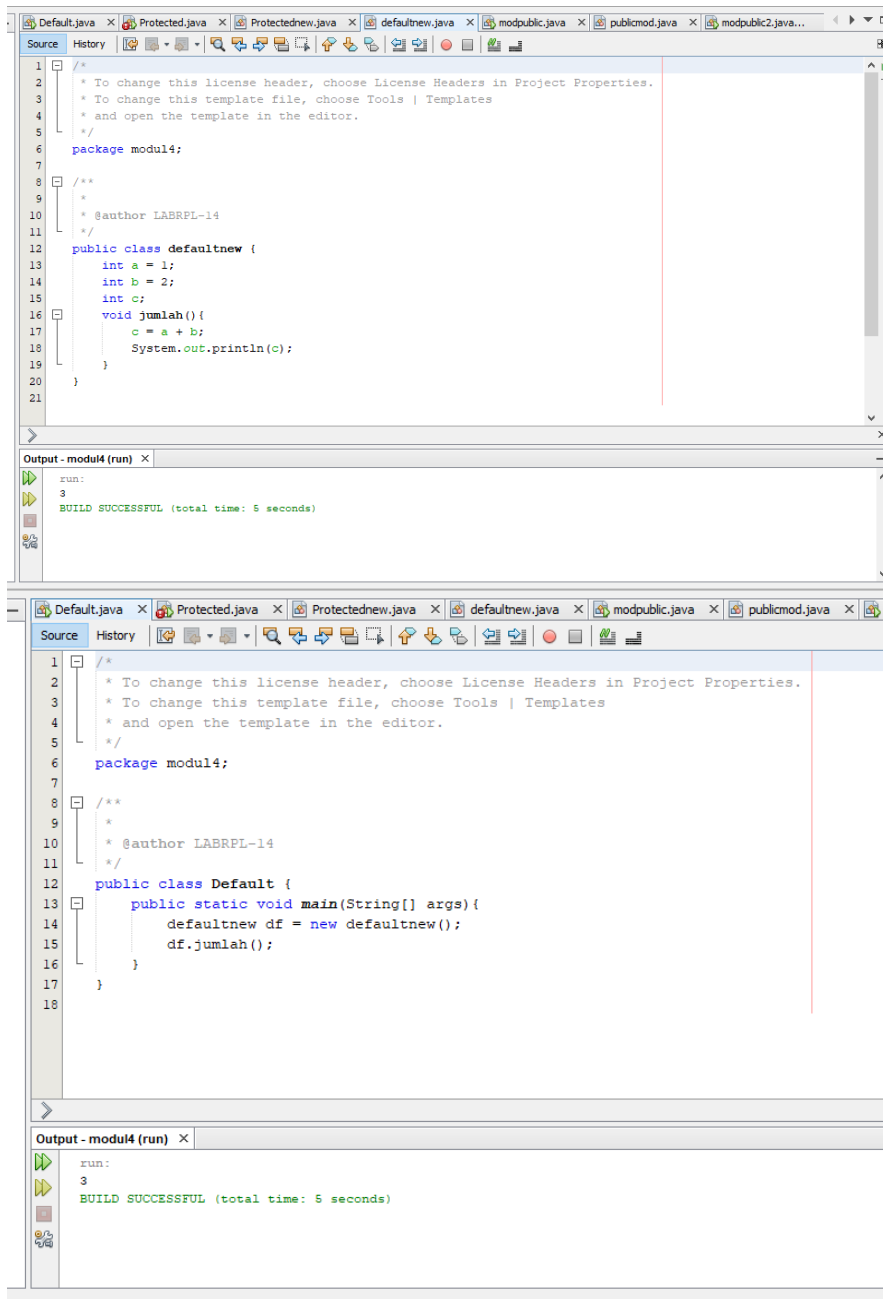 Default.java Protected.java Protectednew.java defaultnew.java modpublic.java publicmod.java modpublic2.java...
Source History
1 /*
2 * To change this license header, choose License Headers in Project Properties.
3 * To change this template file, choose Tools | Templates
4 * and open the template in the editor.
5 */
6 package modul4;
7
8 /**
9 *
10 * @author LABRPL-14
11 */
12 public class defaultnew {
13 int a = 1;
14 int b = 2;
15 int c;
16 void jumlah(){
17 c = a + b;
18 System.out.println(c);
19 }
20 }
21
Output - modul4 (run)
run:
3
BUILD SUCCESSFUL (total time: 5 seconds)
Default.java Protected.java Protectednew.java defaultnew.java modpublic.java publicmod.java
Source History
1 /*
2 * To change this license header, choose License Headers in Project Properties.
3 * To change this template file, choose Tools | Templates
4 * and open the template in the editor.
5 */
6 package modul4;
7
8 /**
9 *
10 * @author LABRPL-14
11 */
12 public class Default {
13 public static void main(String[] args){
14 defaultnew df = new defaultnew();
15 df.jumlah();
16 }
17 }
18
Output - modul4 (run)
run:
3
BUILD SUCCESSFUL (total time: 5 seconds)